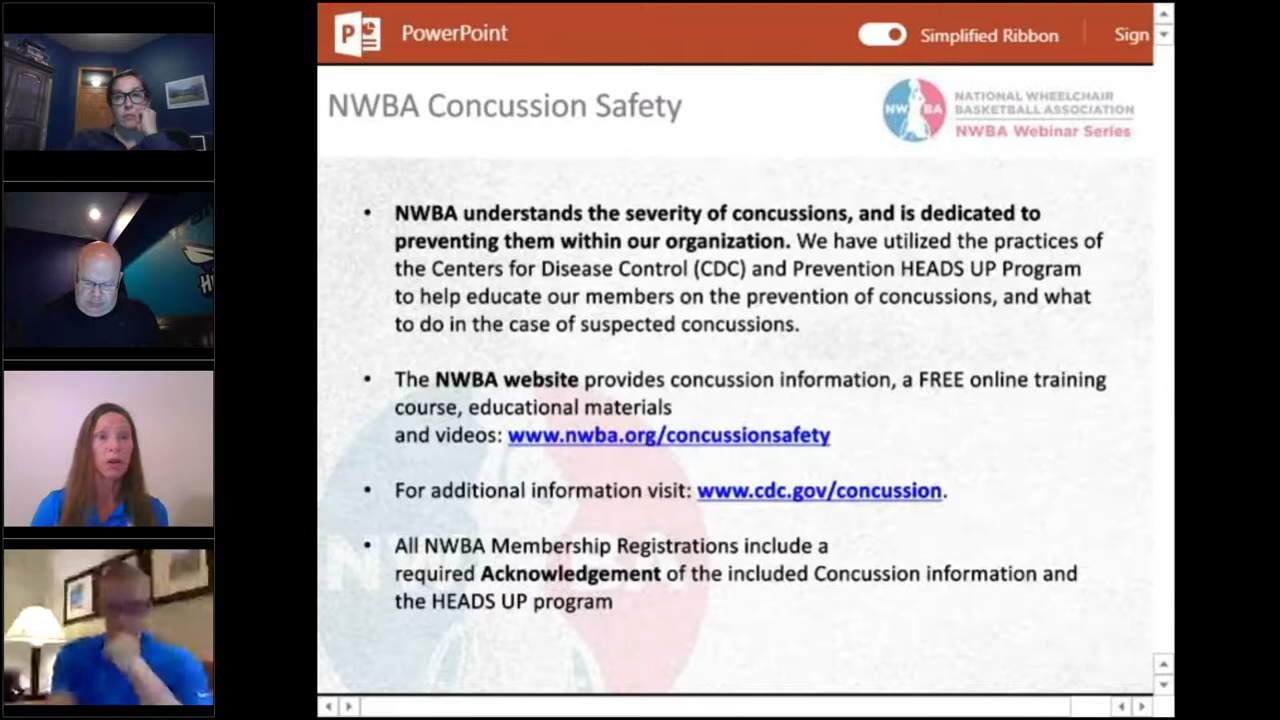 PowerPoint
Simplified Ribbon
Sign
NWBA Concussion Safety
NWBA
NATIONAL WHEELCHAIR
BASKETBALL ASSOCIATION
NWBA Webinar Series
• NWBA understands the severity of concussions, and is dedicated to
preventing them within our organization. We have utilized the practices of
the Centers for Disease Control (CDC) and Prevention HEADS UP Program
to help educate our members on the prevention of concussions, and what
to do in the case of suspected concussions.
• The NWBA website provides concussion information, a FREE online training
course, educational materials
and videos: www.nwba.org/concussionsafety
• For additional information visit: www.cdc.gov/concussion.
• All NWBA Membership Registrations include a
required Acknowledgement of the included Concussion information and
the HEADS UP program